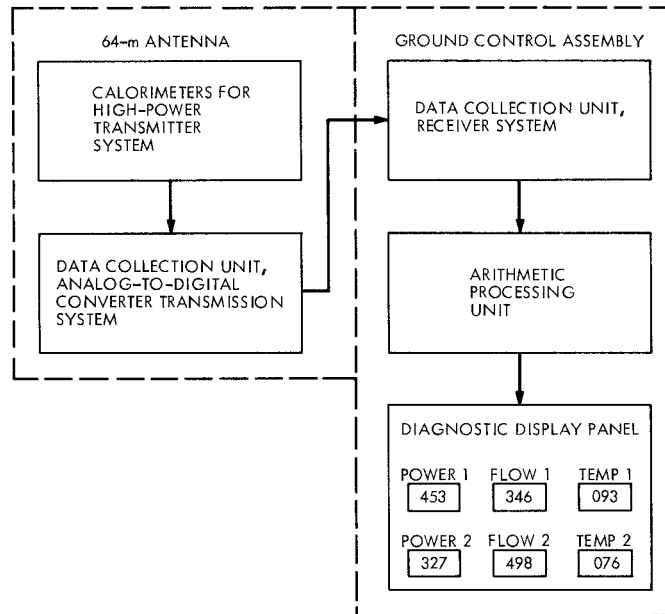 64-m ANTENNA
CALORIMETERS FOR
HIGH-POWER
TRANSMITTER
SYSTEM
DATA COLLECTION UNIT,
ANALOG-TO-DIGITAL
CONVERTER TRANSMISSION
SYSTEM
GROUND CONTROL ASSEMBLY
DATA COLLECTION UNIT,
RECEIVER SYSTEM
ARITHMETIC
PROCESSING
UNIT
DIAGNOSTIC DISPLAY PANEL
POWER 1 FLOW 1 TEMP 1
453 346 093
POWER 2 FLOW 2 TEMP 2
327 498 076